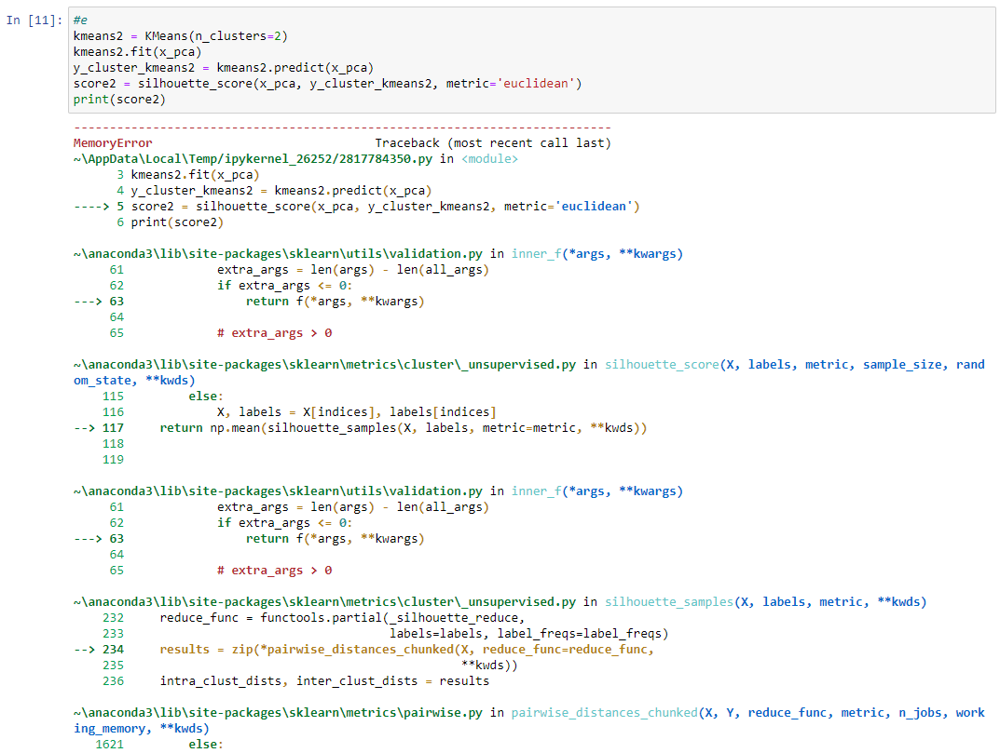 In [11]: #e
kmeans2 = KMeans(n_clusters=2)
kmeans2.fit(x_pca)
y_cluster_kmeans2 = kmeans2.predict(x_pca)
score2 = silhouette_score(x_pca, y_cluster_kmeans2, metric='euclidean')
print(score2)
---------------------------------------------------------------------------
MemoryError                               Traceback (most recent call last)
~\AppData\Local\Temp/ipykernel_26252/2817784350.py in <module>
      3 kmeans2.fit(x_pca)
      4 y_cluster_kmeans2 = kmeans2.predict(x_pca)
----> 5 score2 = silhouette_score(x_pca, y_cluster_kmeans2, metric='euclidean')
      6 print(score2)
~\anaconda3\lib\site-packages\sklearn\utils\validation.py in inner_f(*args, **kwargs)
     61             extra_args = len(args) - len(all_args)
     62             if extra_args <= 0:
---> 63                 return f(*args, **kwargs)
     64
     65             # extra_args > 0
~\anaconda3\lib\site-packages\sklearn\metrics\cluster\_unsupervised.py in silhouette_score(X, labels, metric, sample_size, rand
om_state, **kwds)
    115         else:
    116             X, labels = X[indices], labels[indices]
--> 117     return np.mean(silhouette_samples(X, labels, metric=metric, **kwds))
    118
    119
~\anaconda3\lib\site-packages\sklearn\utils\validation.py in inner_f(*args, **kwargs)
     61             extra_args = len(args) - len(all_args)
     62             if extra_args <= 0:
---> 63                 return f(*args, **kwargs)
     64
     65             # extra_args > 0
~\anaconda3\lib\site-packages\sklearn\metrics\cluster\_unsupervised.py in silhouette_samples(X, labels, metric, **kwds)
    232     reduce_func = functools.partial(_silhouette_reduce,
    233                                     labels=labels, label_freqs=label_freqs)
--> 234     results = zip(*pairwise_distances_chunked(X, reduce_func=reduce_func,
    235                                               **kwds))
    236     intra_clust_dists, inter_clust_dists = results
~\anaconda3\lib\site-packages\sklearn\metrics\pairwise.py in pairwise_distances_chunked(X, Y, reduce_func, metric, n_jobs, work
ing_memory, **kwds)
   1621         else: